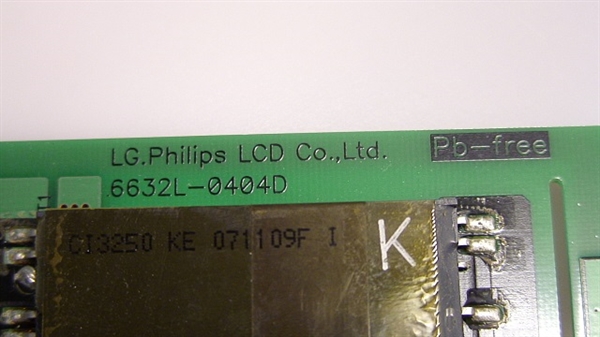 LG.Philips LCD Co.,Ltd. Pb-free
6632L-0404D
CI3250 KE 071109F I
K